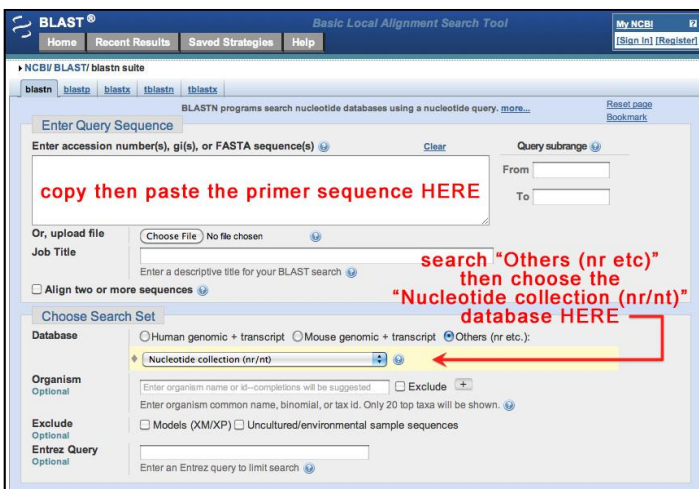 BLAST®
Basic Local Alignment Search Tool
My NCBI
[Sign In] [Register]
Home Recent Results Saved Strategies Help
NCBI/ BLAST/ blastn suite
blastn blastp blastx tblastn tblastx
BLASTN programs search nucleotide databases using a nucleotide query. more...
Reset page
Bookmark
Enter Query Sequence
Enter accession number(s), gi(s), or FASTA sequence(s) Clear Query subrange
From
copy then paste the primer sequence HERE
To
Or, upload file Choose File No file chosen
Job Title
Enter a descriptive title for your BLAST search
Align two or more sequences
search “Others (nr etc)”
then choose the
“Nucleotide collection (nr/nt)”
database HERE
Choose Search Set
Database Human genomic + transcript Mouse genomic + transcript Others (nr etc.):
Nucleotide collection (nr/nt)
Organism
Optional
Enter organism name or id--completions will be suggested Exclude +
Enter organism common name, binomial, or tax id. Only 20 top taxa will be shown.
Exclude
Optional
Models (XM/XP) Uncultured/environmental sample sequences
Entrez Query
Optional
Enter an Entrez query to limit search